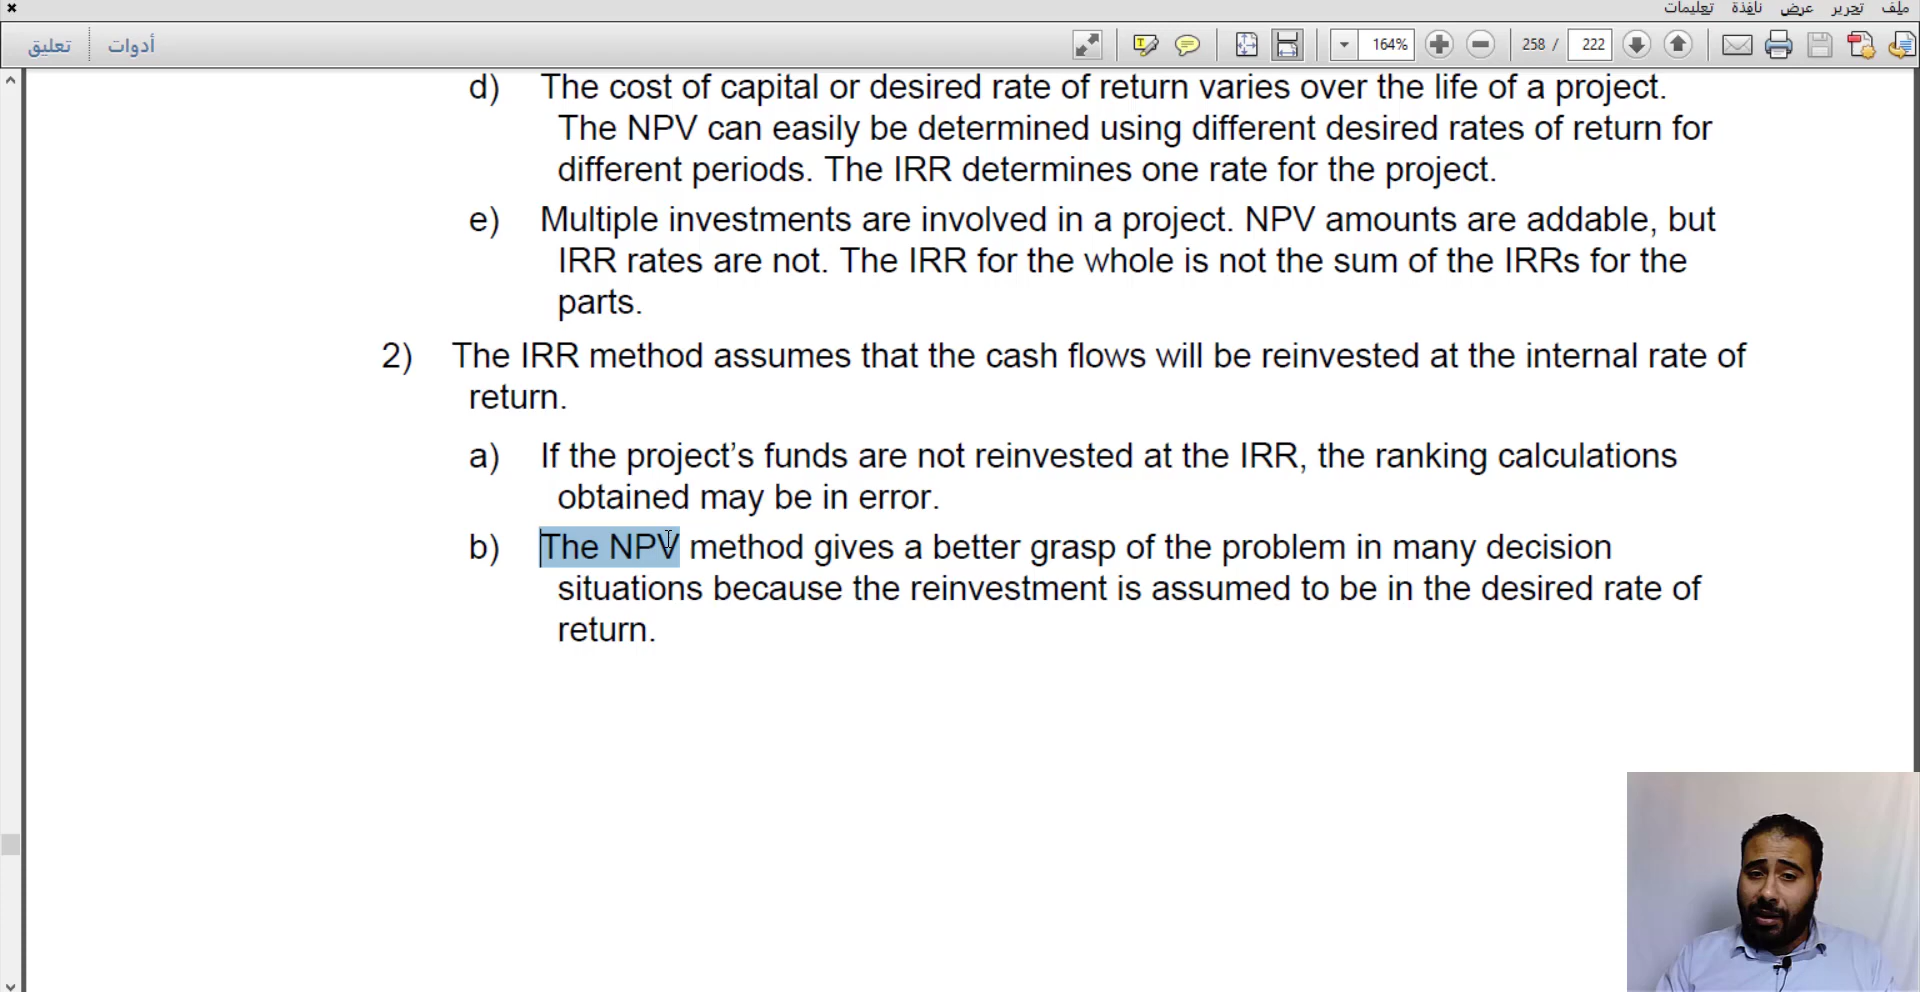 ملف تحرير عرض نافذة تعليمات
222 / 258 164% أدوات تعليق
d) The cost of capital or desired rate of return varies over the life of a project.
The NPV can easily be determined using different desired rates of return for
different periods. The IRR determines one rate for the project.
e) Multiple investments are involved in a project. NPV amounts are addable, but
IRR rates are not. The IRR for the whole is not the sum of the IRRs for the
parts.
2) The IRR method assumes that the cash flows will be reinvested at the internal rate of
return.
a) If the project’s funds are not reinvested at the IRR, the ranking calculations
obtained may be in error.
b) The NPV method gives a better grasp of the problem in many decision
situations because the reinvestment is assumed to be in the desired rate of
return.